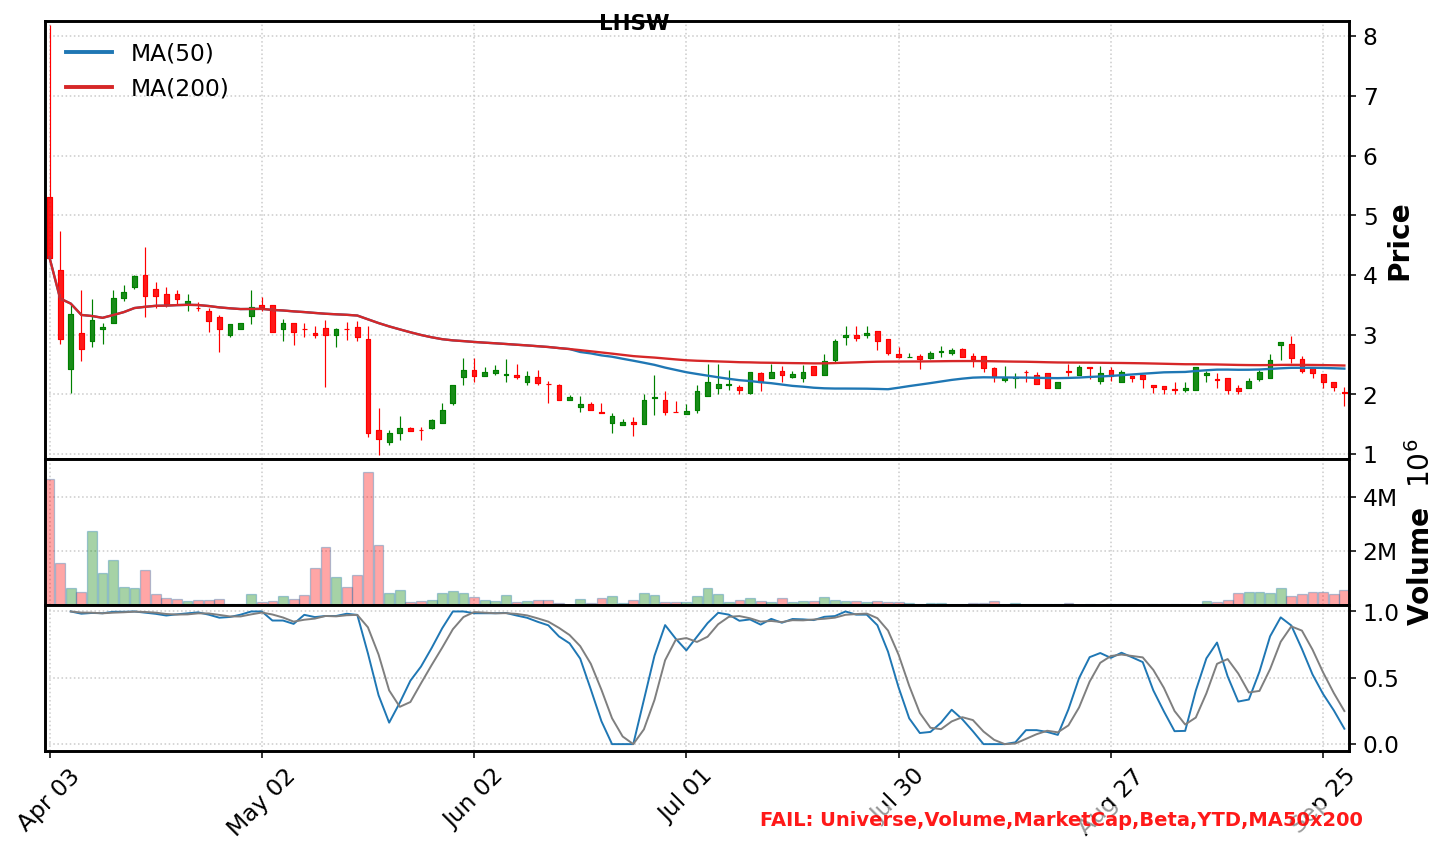 LHSW
MA(50)
MA(200)
8
7
6
5
4
3
2
1
Price
4M
2M
Volume 10^6
1.0
0.5
0.0
Apr 03
May 02
Jun 02
Jul 01
Jul 30
Aug 27
Sep 25
FAIL: Universe,Volume,MarketCap,Beta,YTD,MA50x200